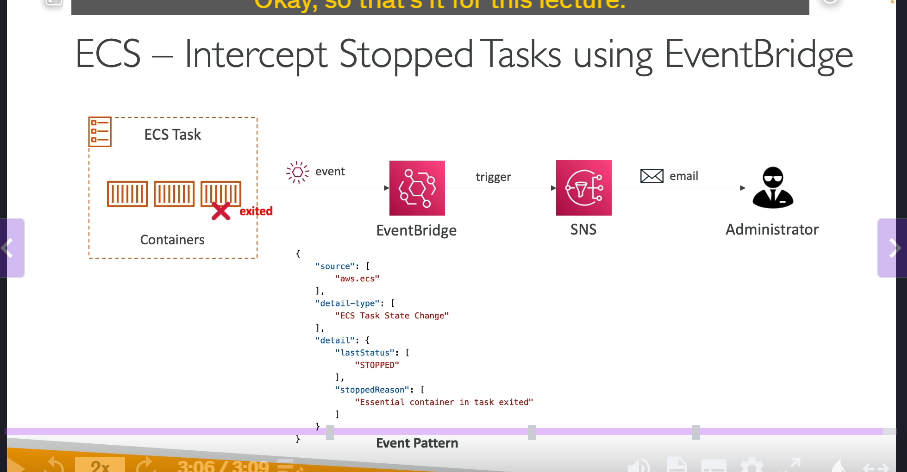 Okay, so that's it for this lecture.
ECS – Intercept Stopped Tasks using EventBridge
ECS Task
event
trigger
email
exited
Containers
EventBridge
SNS
Administrator
{
"source": [
"aws.ecs"
],
"detail-type": [
"ECS Task State Change"
],
"detail": {
"lastStatus": [
"STOPPED"
],
"stoppedReason": [
"Essential container in task exited"
]
}
}
Event Pattern
2x
3:06 / 3:09